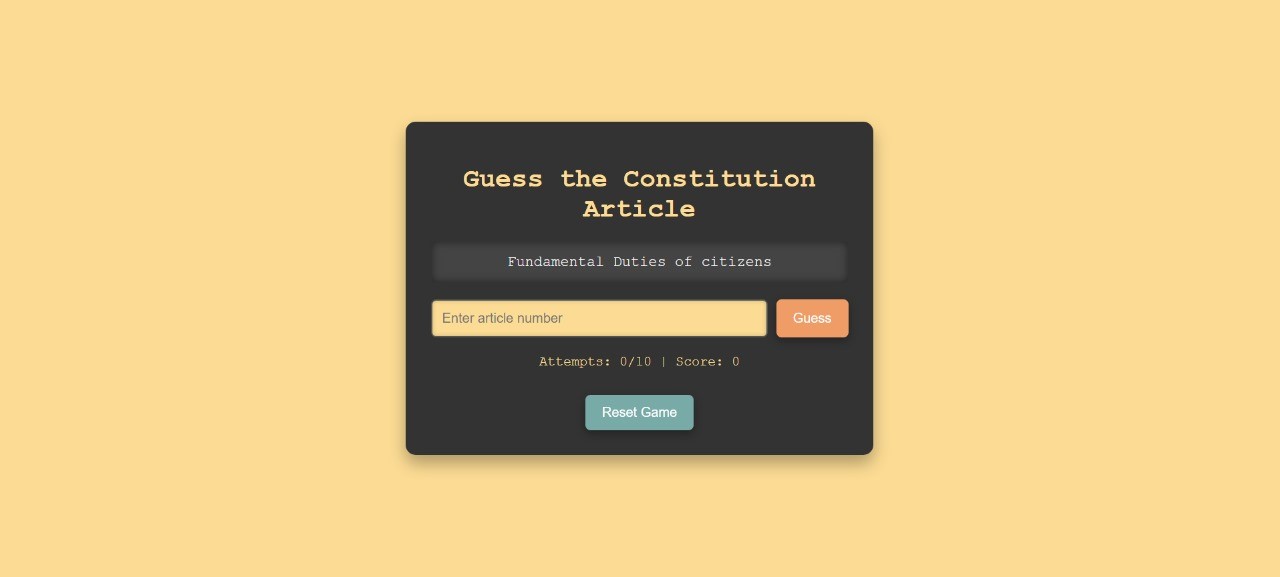 Guess the Constitution
Article
Fundamental Duties of citizens
Enter article number
Guess
Attempts: 0/10 | Score: 0
Reset Game